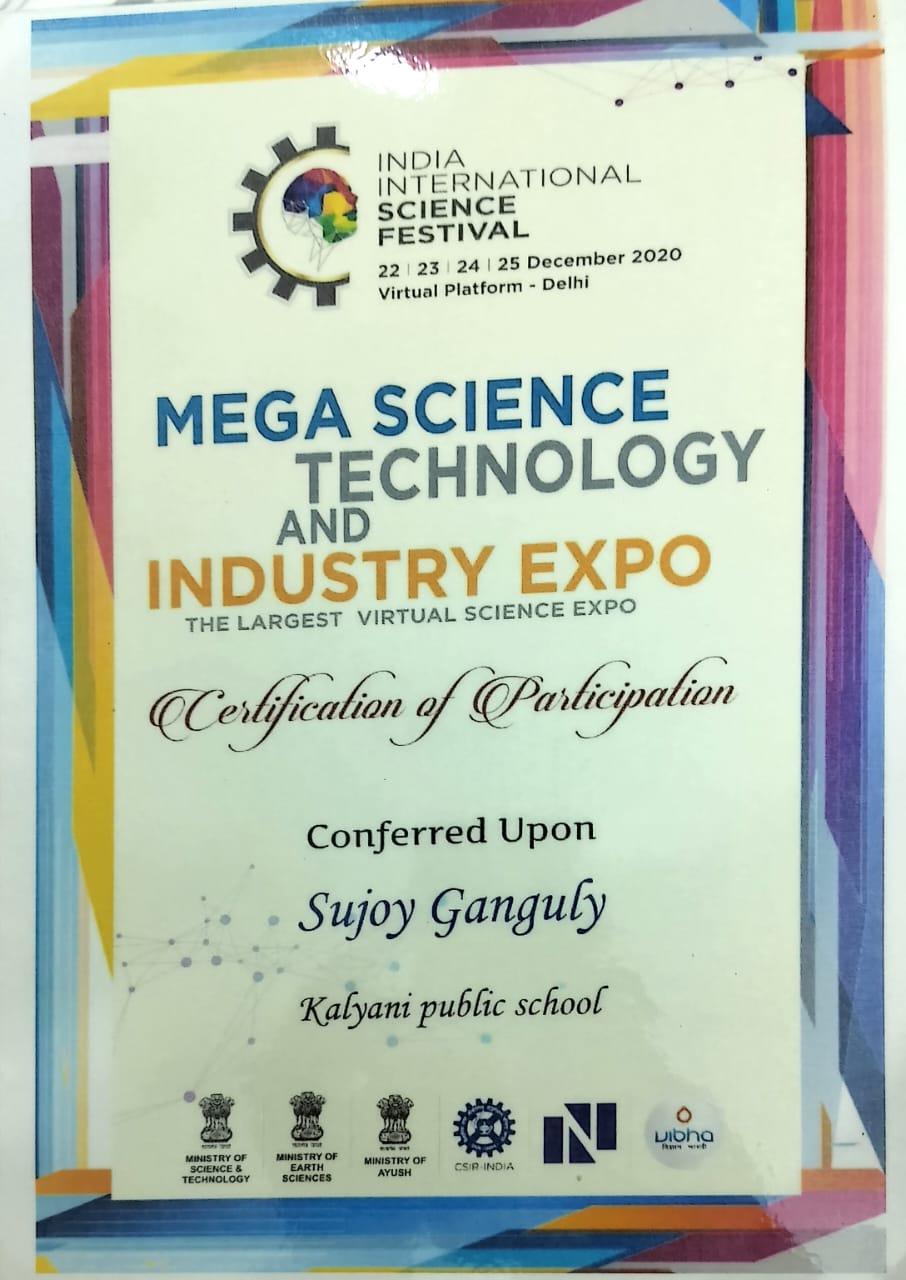 INDIA
INTERNATIONAL
SCIENCE
FESTIVAL
22 | 23 | 24 | 25 December 2020
Virtual Platform - Delhi
MEGA SCIENCE
TECHNOLOGY
AND
INDUSTRY EXPO
THE LARGEST VIRTUAL SCIENCE EXPO
Certification of Participation
Conferred Upon
Sujoy Ganguly
Kalyani public school
MINISTRY OF
SCIENCE &
TECHNOLOGY
MINISTRY OF
EARTH
SCIENCES
MINISTRY OF
AYUSH
CSIR-INDIA
vibha
विज्ञान भारती